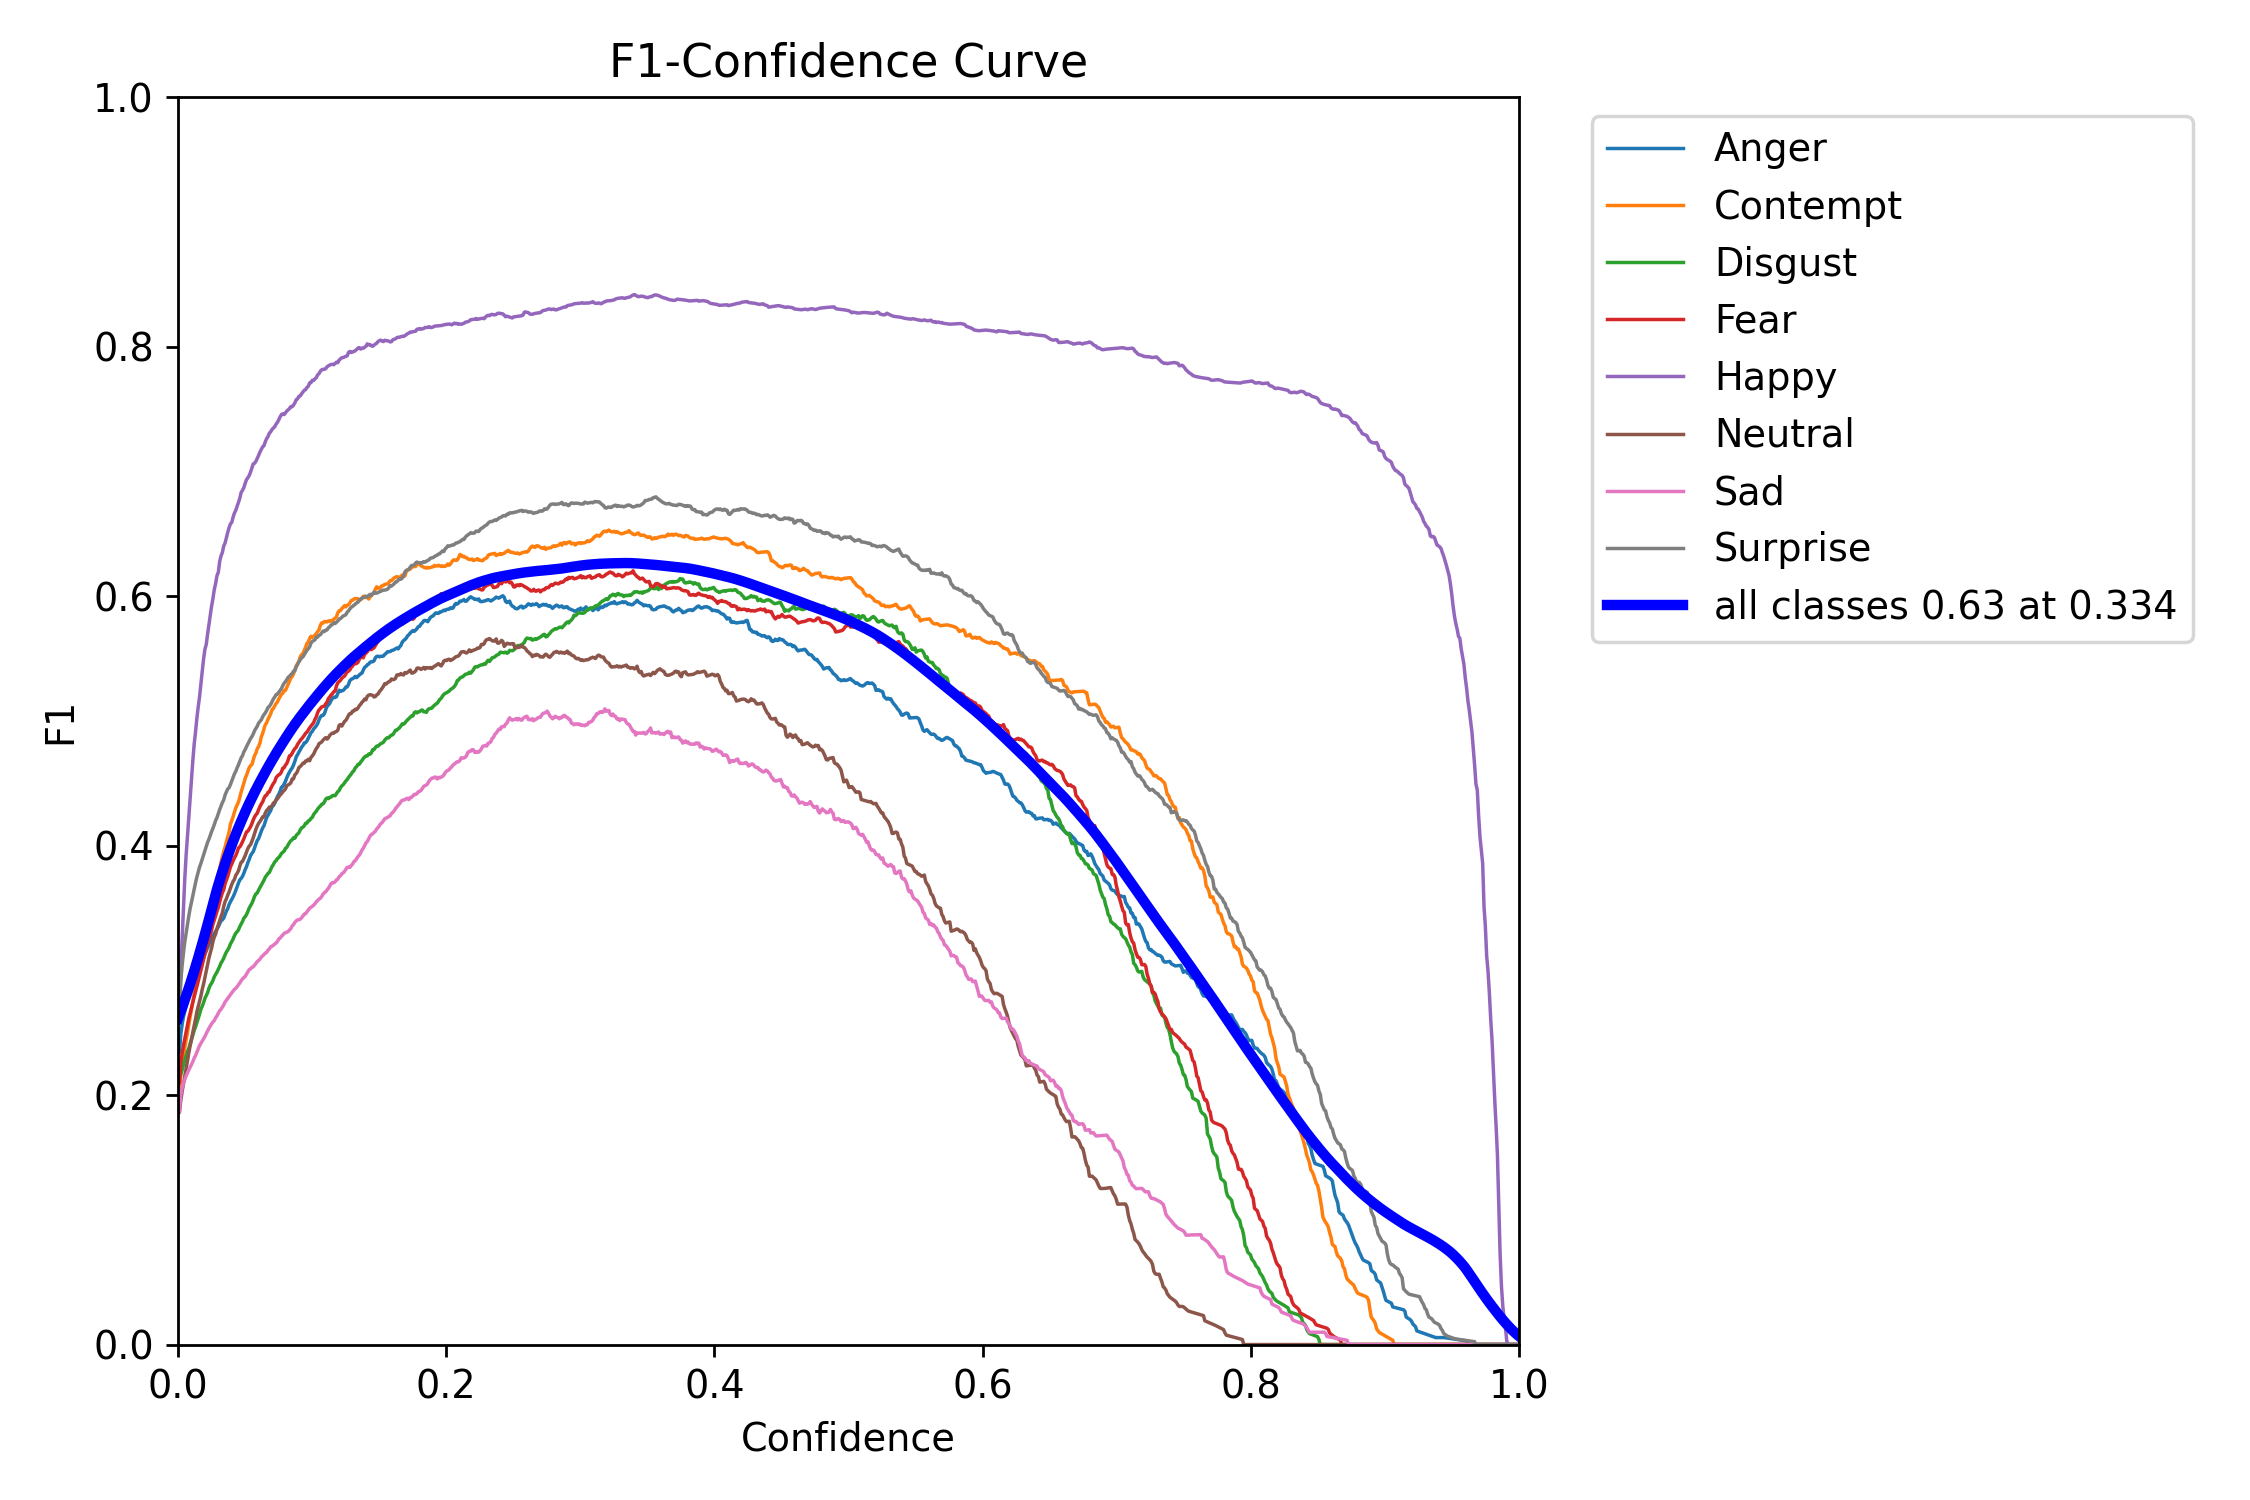 F1-Confidence Curve
1.0
0.8
0.6
0.4
0.2
0.0
F1
0.0 0.2 0.4 0.6 0.8 1.0
Confidence
Anger
Contempt
Disgust
Fear
Happy
Neutral
Sad
Surprise
all classes 0.63 at 0.334